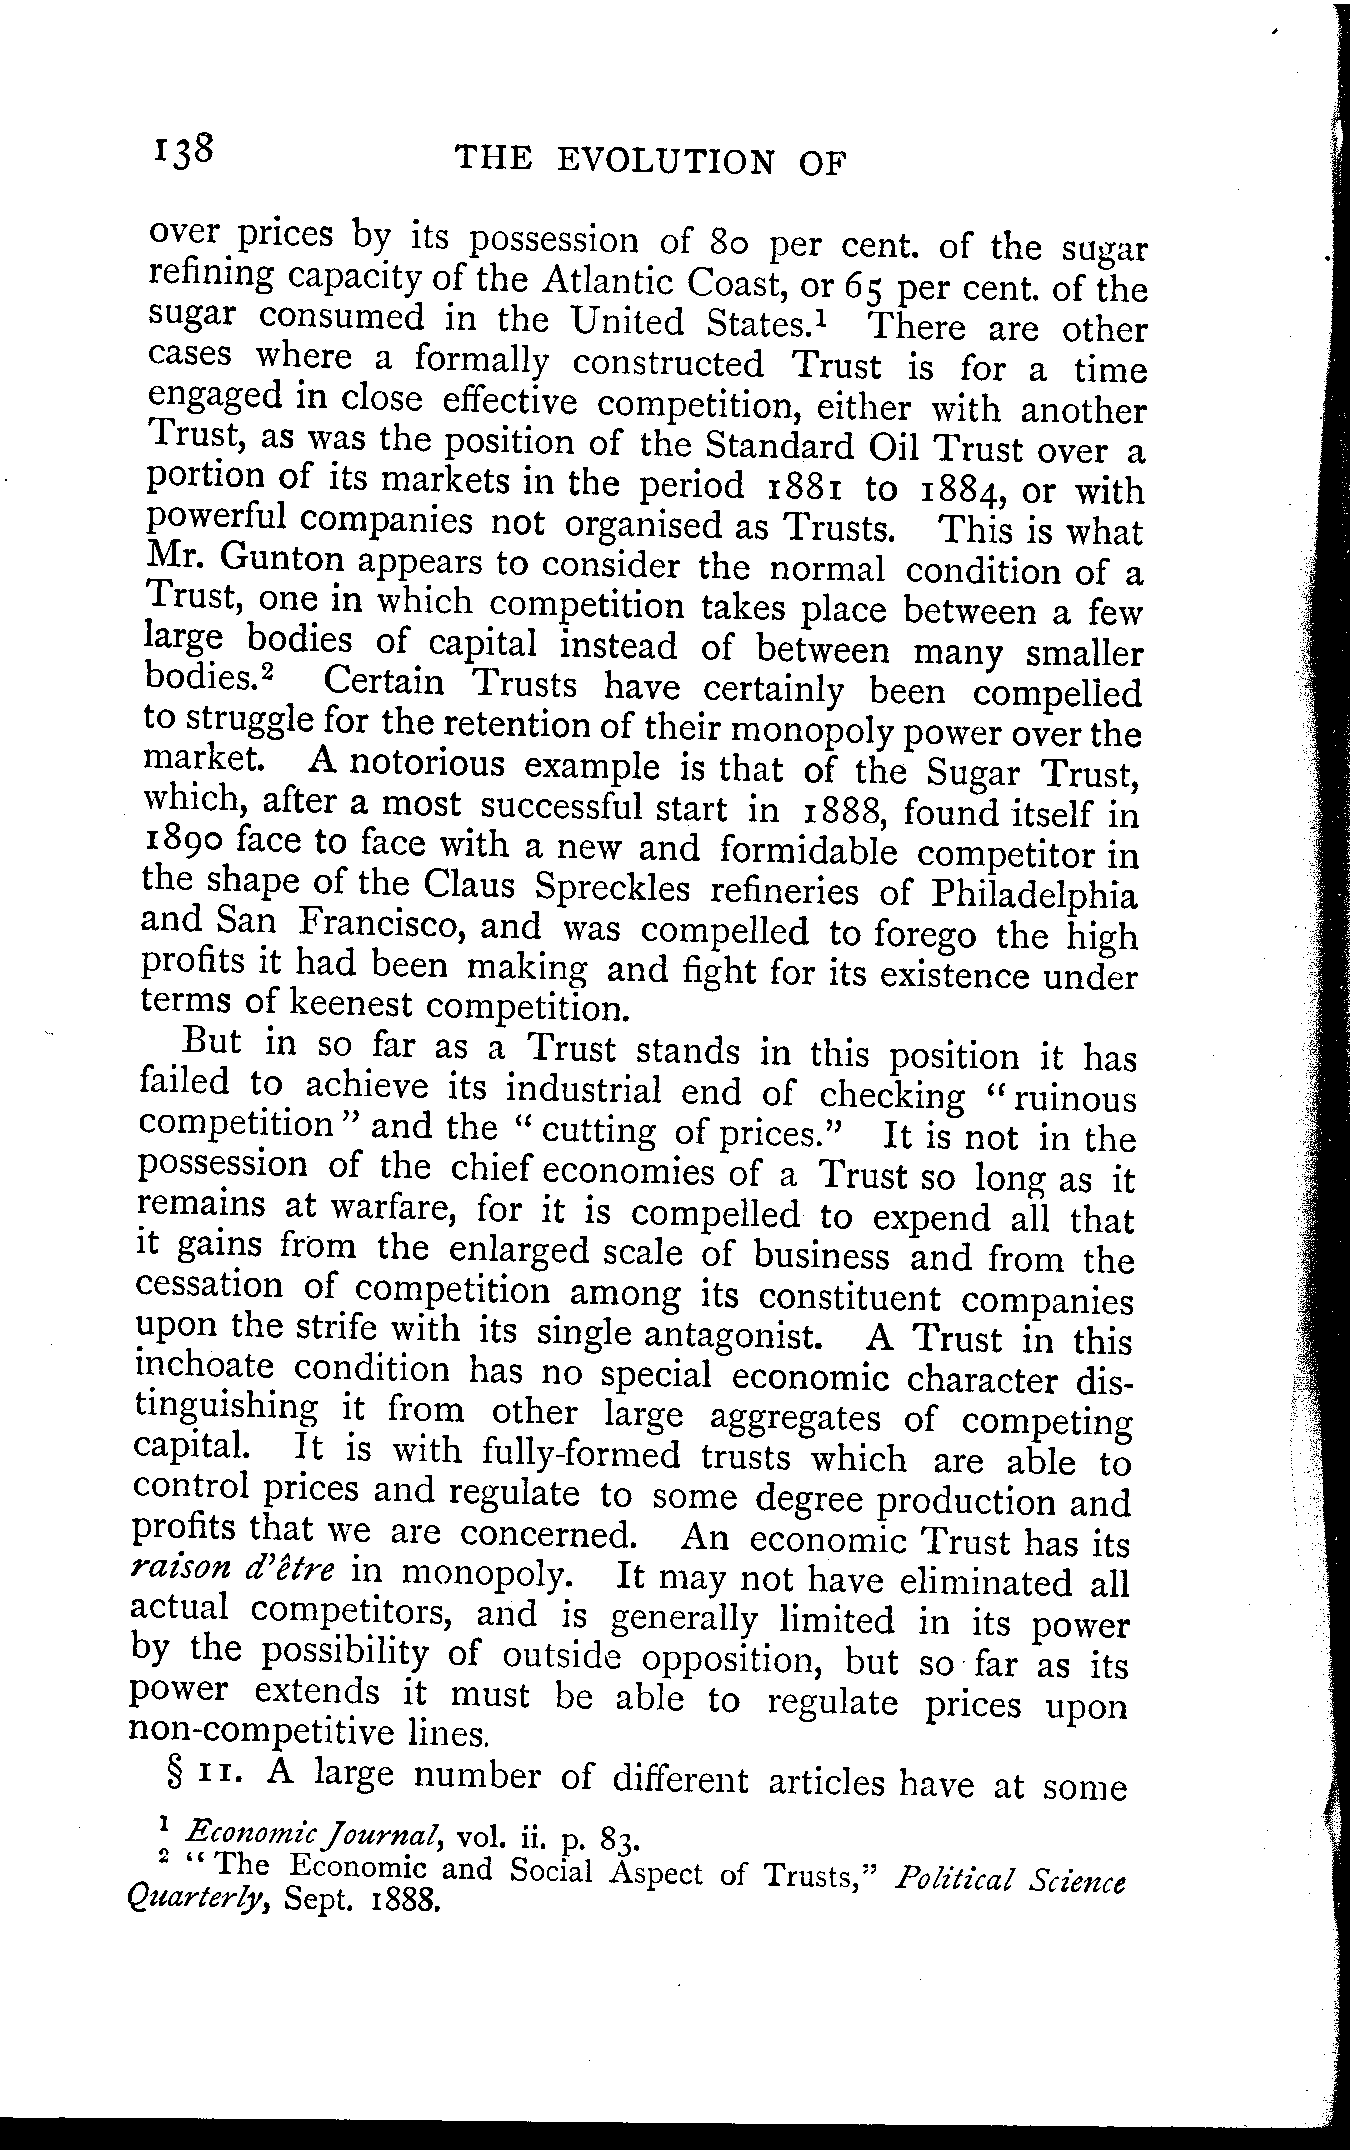 138 THE EVOLUTION OF
over prices by its possession of 80 per cent. of the sugar
refining capacity of the Atlantic Coast, or 65 per cent. of the
sugar consumed in the United States.¹ There are other
cases where a formally constructed Trust is for a time
engaged in close effective competition, either with another
Trust, as was the position of the Standard Oil Trust over a
portion of its markets in the period 1881 to 1884, or with
powerful companies not organised as Trusts. This is what
Mr. Gunton appears to consider the normal condition of a
Trust, one in which competition takes place between a few
large bodies of capital instead of between many smaller
bodies.² Certain Trusts have certainly been compelled
to struggle for the retention of their monopoly power over the
market. A notorious example is that of the Sugar Trust,
which, after a most successful start in 1888, found itself in
1890 face to face with a new and formidable competitor in
the shape of the Claus Spreckles refineries of Philadelphia
and San Francisco, and was compelled to forego the high
profits it had been making and fight for its existence under
terms of keenest competition.
But in so far as a Trust stands in this position it has
failed to achieve its industrial end of checking “ruinous
competition” and the “cutting of prices.” It is not in the
possession of the chief economies of a Trust so long as it
remains at warfare, for it is compelled to expend all that
it gains from the enlarged scale of business and from the
cessation of competition among its constituent companies
upon the strife with its single antagonist. A Trust in this
inchoate condition has no special economic character dis-
tinguishing it from other large aggregates of competing
capital. It is with fully-formed trusts which are able to
control prices and regulate to some degree production and
profits that we are concerned. An economic Trust has its
raison d’être in monopoly. It may not have eliminated all
actual competitors, and is generally limited in its power
by the possibility of outside opposition, but so far as its
power extends it must be able to regulate prices upon
non-competitive lines.
§ 11. A large number of different articles have at some
¹ Economic Journal, vol. ii. p. 83.
² “The Economic and Social Aspect of Trusts,” Political Science
Quarterly, Sept. 1888.